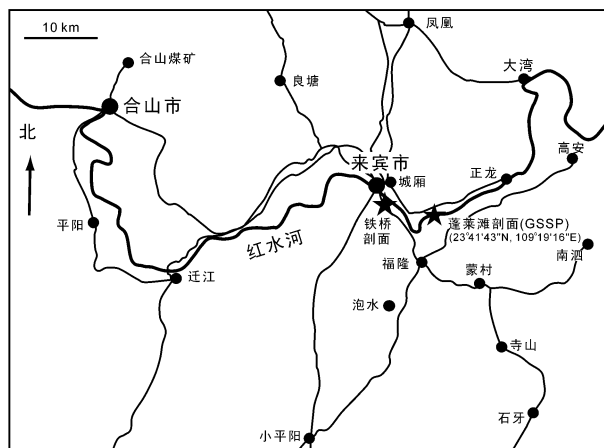 10 km
凤凰
合山煤矿
大湾
良塘
合山市
北
高安
来宾市
城厢
正龙
平阳
铁桥
剖面
蓬莱滩剖面(GSSP)
(23°41′43″N, 109°19′16″E)
红水河
南泗
福隆
迁江
蒙村
泡水
寺山
石牙
小平阳